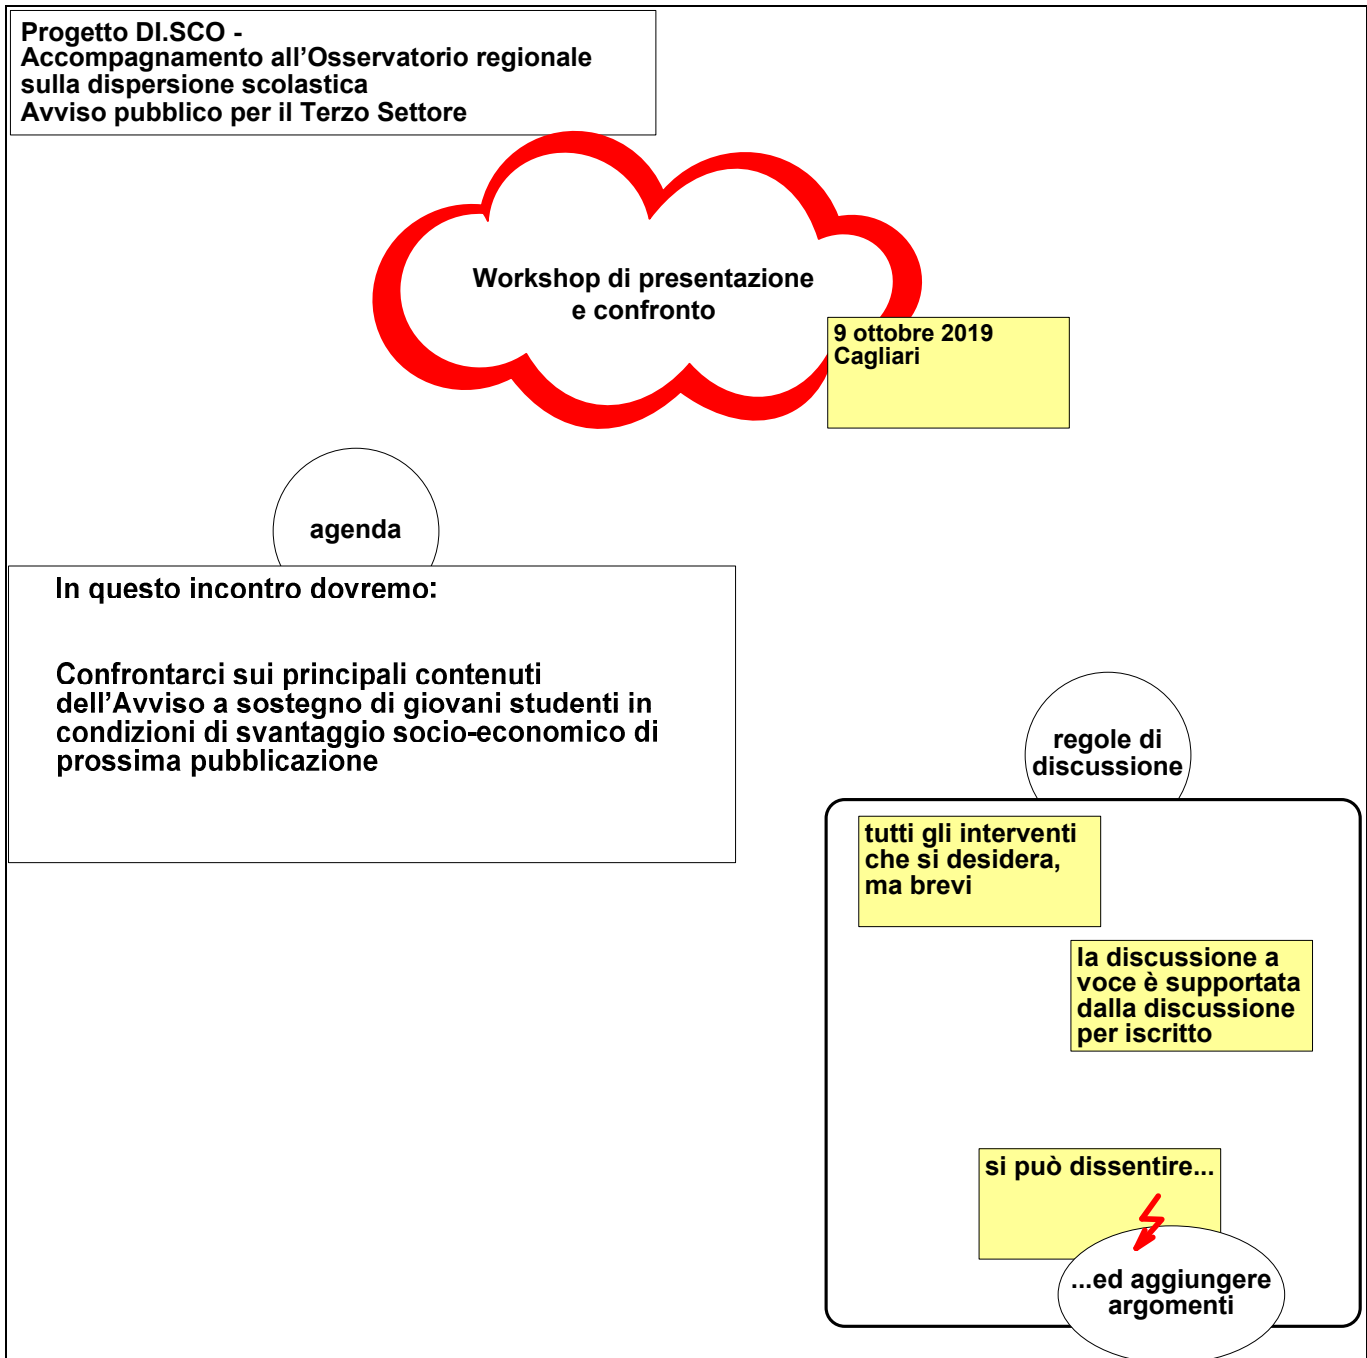 Progetto DI.SCO -
Accompagnamento all’Osservatorio regionale
sulla dispersione scolastica
Avviso pubblico per il Terzo Settore
Workshop di presentazione
e confronto
9 ottobre 2019
Cagliari
agenda
In questo incontro dovremo:
Confrontarci sui principali contenuti
dell’Avviso a sostegno di giovani studenti in
condizioni di svantaggio socio-economico di
prossima pubblicazione
regole di
discussione
tutti gli interventi
che si desidera,
ma brevi
la discussione a
voce è supportata
dalla discussione
per iscritto
si può dissentire...
...ed aggiungere
argomenti